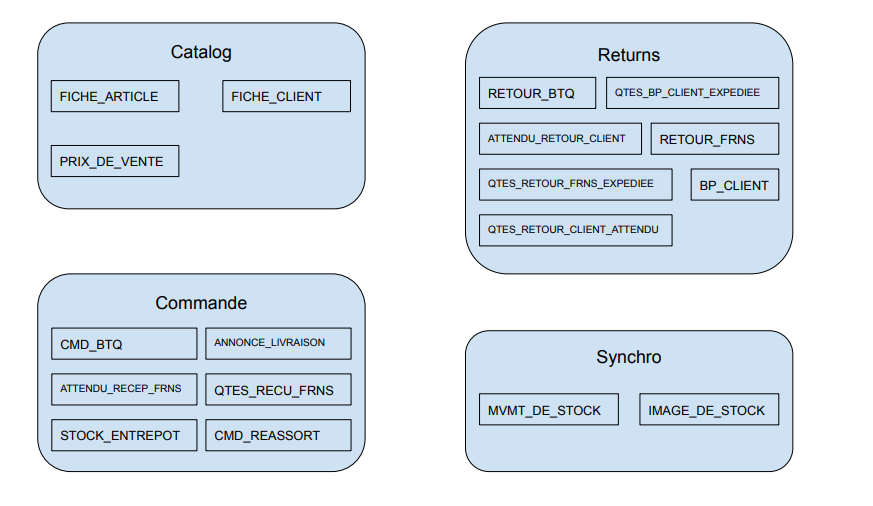 Catalog
FICHE_ARTICLE
FICHE_CLIENT
PRIX_DE_VENTE
Returns
RETOUR_BTQ
QTES_BP_CLIENT_EXPEDIEE
ATTENDU_RETOUR_CLIENT
RETOUR_FRNS
QTES_RETOUR_FRNS_EXPEDIEE
BP_CLIENT
QTES_RETOUR_CLIENT_ATTENDU
Commande
CMD_BTQ
ANNONCE_LIVRAISON
ATTENDU_RECEP_FRNS
QTES_RECU_FRNS
STOCK_ENTREPOT
CMD_REASSORT
Synchro
MVMT_DE_STOCK
IMAGE_DE_STOCK